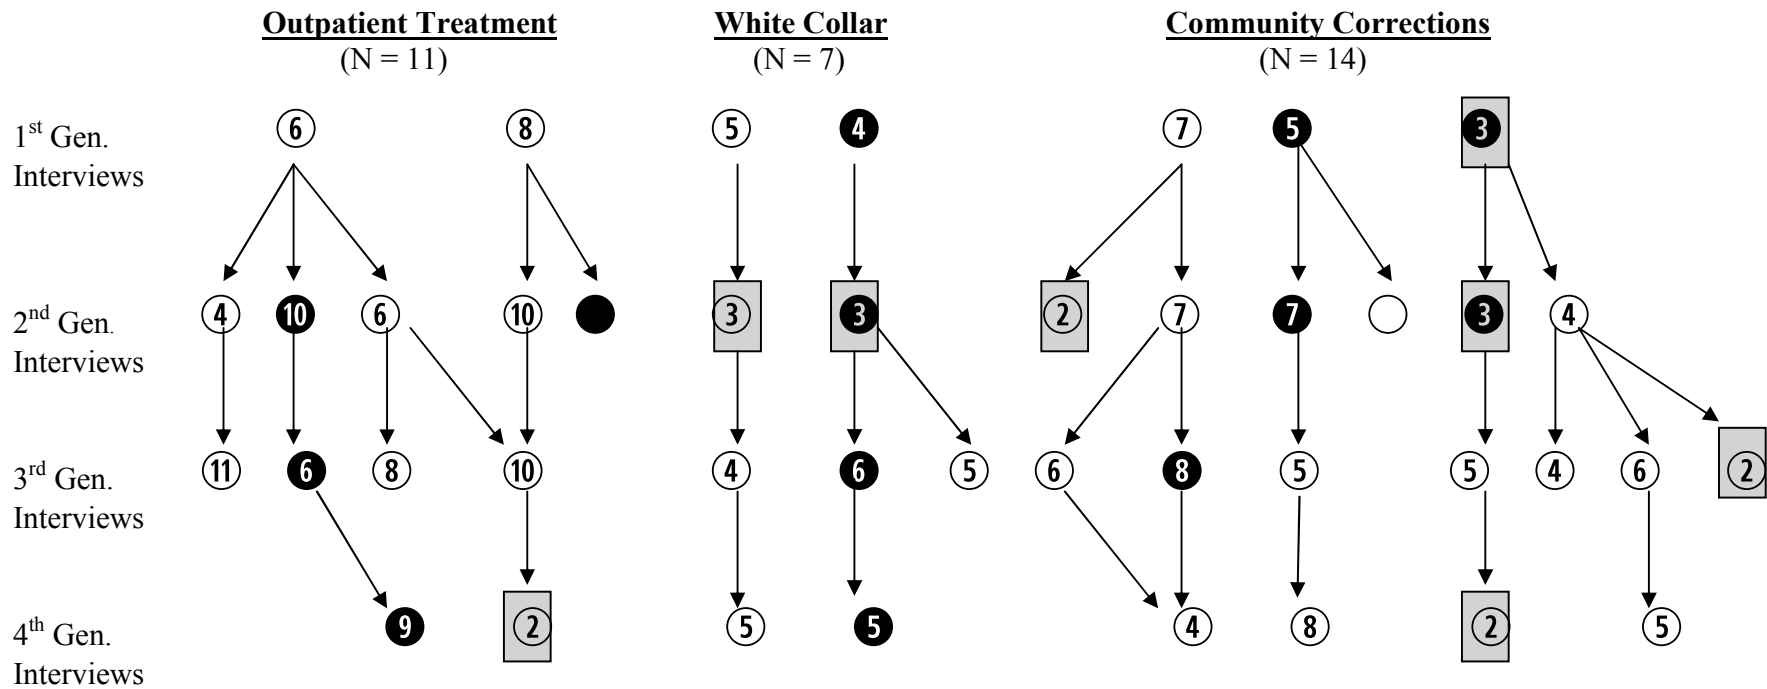 Outpatient Treatment White Collar Community Corrections
(N = 11) (N = 7) (N = 14)
1st Gen. 6 8 5 4 7 5 3
Interviews
2nd Gen. 4 10 6 10 3 3 2 7 7 3 4
Interviews
3rd Gen. 11 6 8 10 4 6 5 6 8 5 5 4 6 2
Interviews
4th Gen. 9 2 5 5 4 8 2 5
Interviews